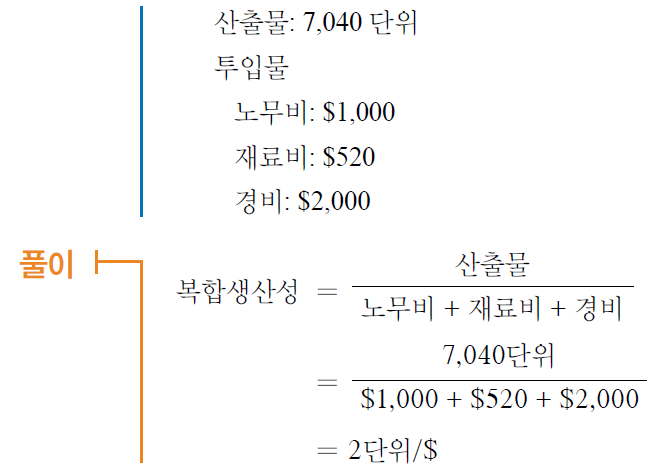 산출물: 7,040 단위
투입물
노무비: $1,000
재료비: $520
경비: $2,000
풀이
복합생산성 = 산출물 / 노무비 + 재료비 + 경비
= 7,040단위 / $1,000 + $520 + $2,000
= 2단위/$